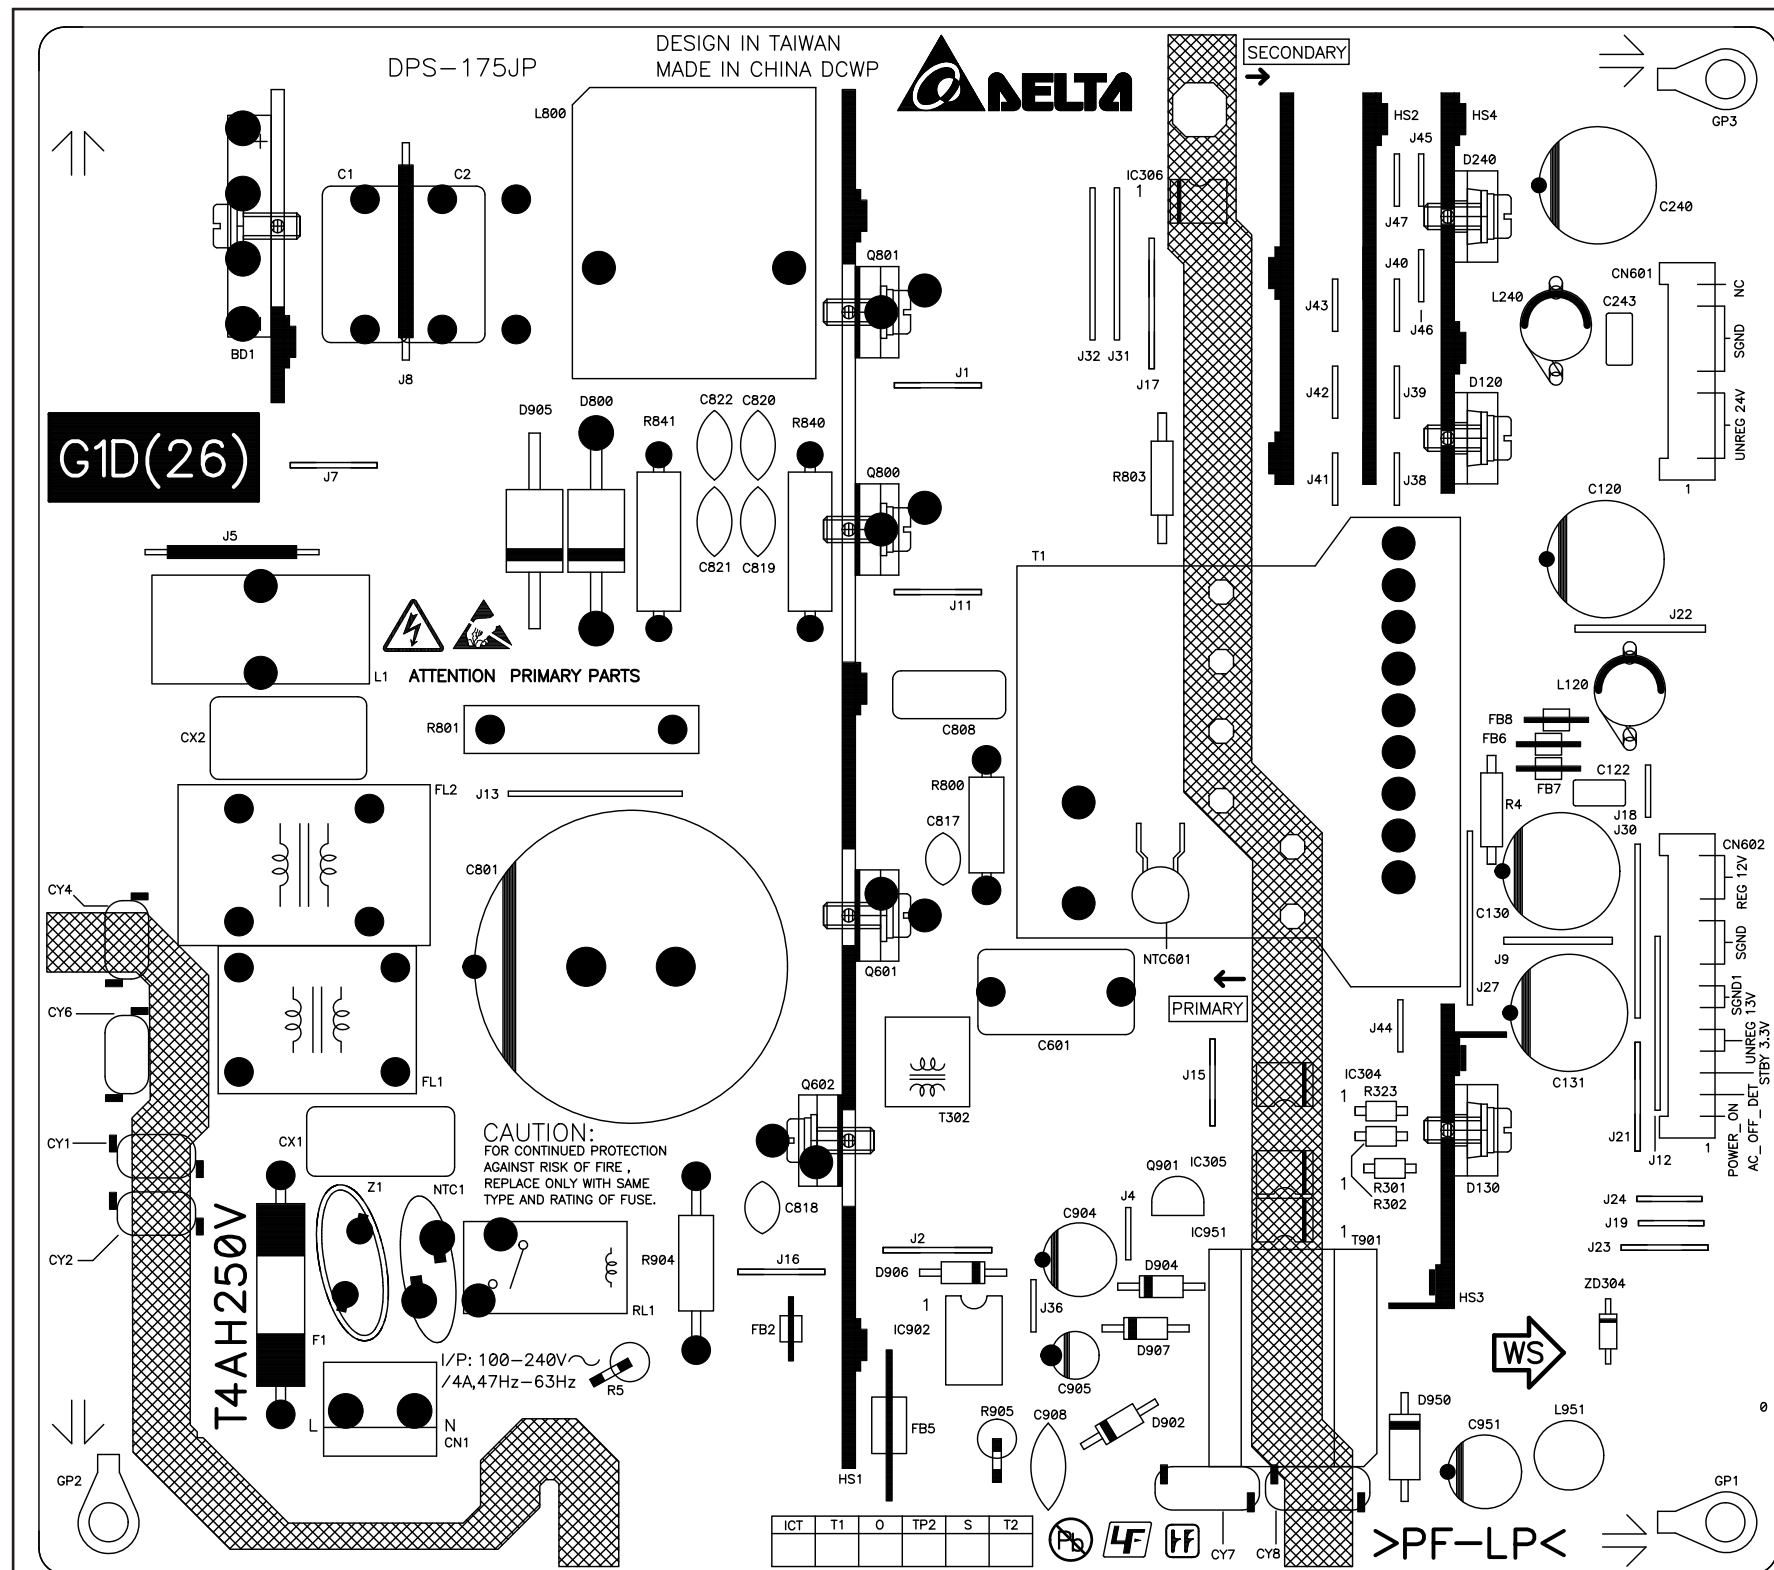 DPS-175JP
DESIGN IN TAIWAN
MADE IN CHINA DCWP
DELTA
SECONDARY
GP3
L800
C1
C2
BD1
J8
G1D(26)
J7
J5
D905
D800
R841
C822
C820
R840
C821
C819
Q801
J1
Q800
J11
J32
J31
J17
IC306
1
R803
HS2
HS4
J45
D240
J47
J40
J43
J46
J42
J39
D120
J41
J38
C240
L240
C243
CN601
NC
SGND
UNREG 24V
1
C120
T1
J22
L120
L1
ATTENTION PRIMARY PARTS
CX2
R801
C808
FL2
J13
R800
C817
C801
FB8
FB6
FB7
C122
R4
J18
J30
CN602
REG 12V
SGND
SGND1
UNREG 13V
STBY 3.3V
AC_OFF_DET
POWER_ON
1
C130
J9
J27
C131
CY4
CY6
CY1
CY2
FL1
Q601
NTC601
PRIMARY
C601
J44
J15
T302
Q602
IC304
1
R323
R301
R302
D130
J21
J12
J24
J19
J23
CX1
CAUTION:
FOR CONTINUED PROTECTION
AGAINST RISK OF FIRE ,
REPLACE ONLY WITH SAME
TYPE AND RATING OF FUSE.
Z1
NTC1
C818
Q901
IC305
1
J4
C904
IC951
1
T901
T4AH250V
F1
RL1
R904
J16
J2
D906
D904
J36
FB2
1
IC902
D907
C905
HS3
ZD304
WS
I/P: 100-240V~
/4A,47Hz-63Hz
R5
L
N
CN1
FB5
R905
C908
D902
D950
C951
L951
0
GP2
HS1
GP1
ICT T1 O TP2 S T2
Pb
LF
CY7
CY8
>PF-LP<